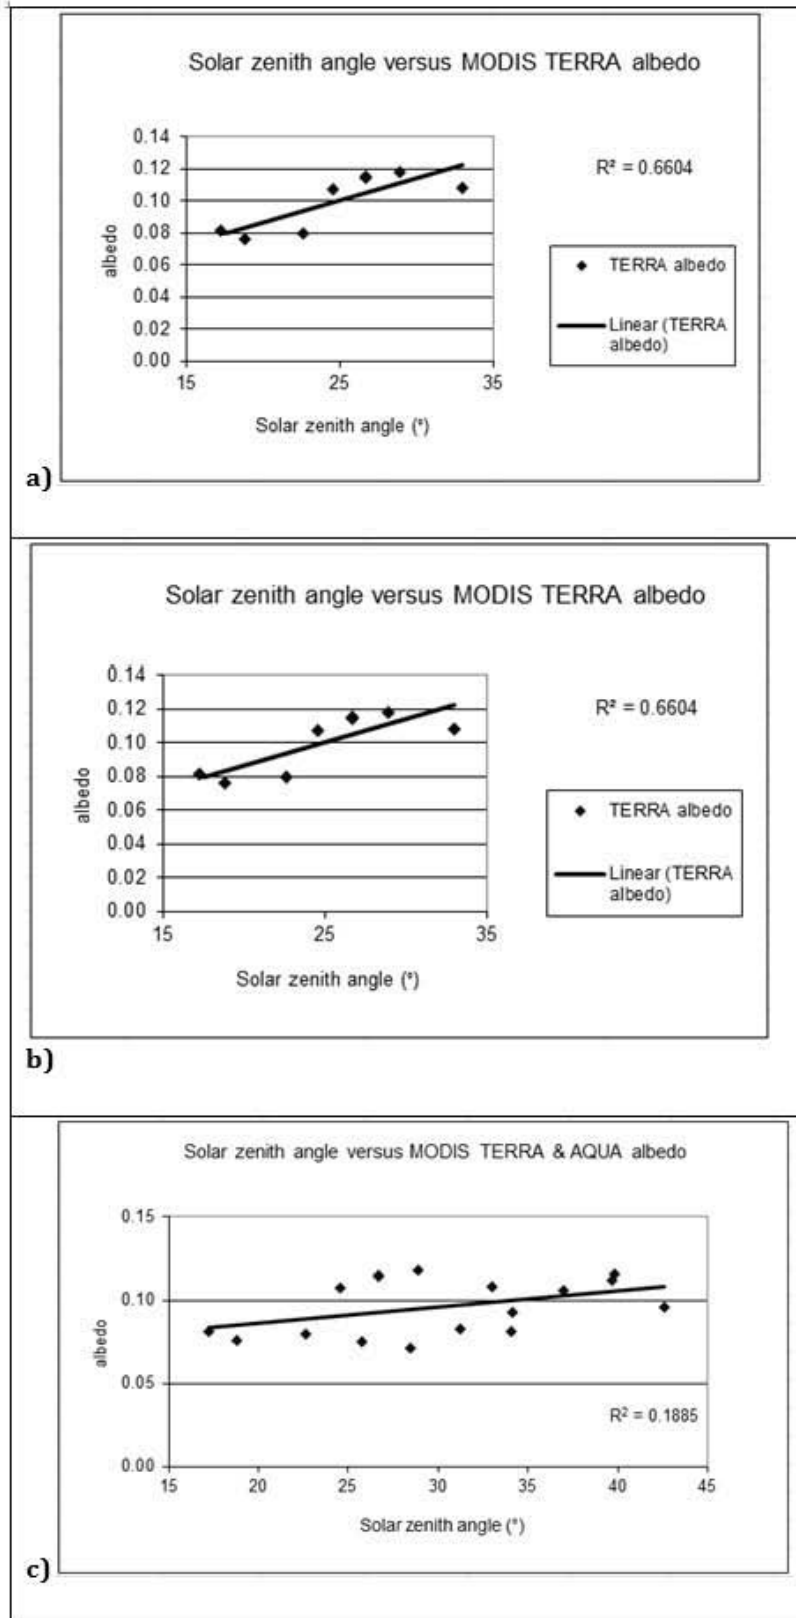 Solar zenith angle versus MODIS TERRA albedo
0.14
0.12
0.10
0.08
0.06
0.04
0.02
0.00
albedo
15 25 35
Solar zenith angle (°)
R² = 0.6604
TERRA albedo
Linear (TERRA
albedo)
a)
Solar zenith angle versus MODIS TERRA albedo
0.14
0.12
0.10
0.08
0.06
0.04
0.02
0.00
albedo
15 25 35
Solar zenith angle (°)
R² = 0.6604
TERRA albedo
Linear (TERRA
albedo)
b)
Solar zenith angle versus MODIS TERRA & AQUA albedo
0.15
0.10
0.05
0.00
albedo
R² = 0.1885
15 20 25 30 35 40 45
Solar zenith angle (°)
c)